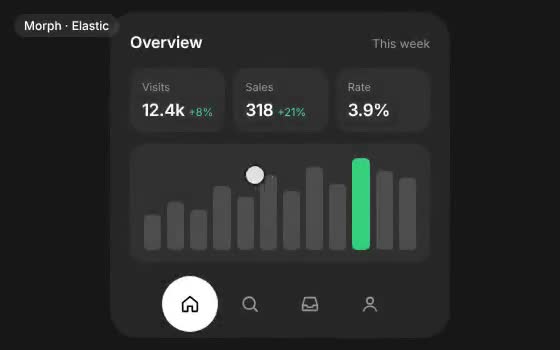 Morph · Elastic
Overview
This week
Visits
Sales
Rate
12.4k +8%
318 +21%
3.9%